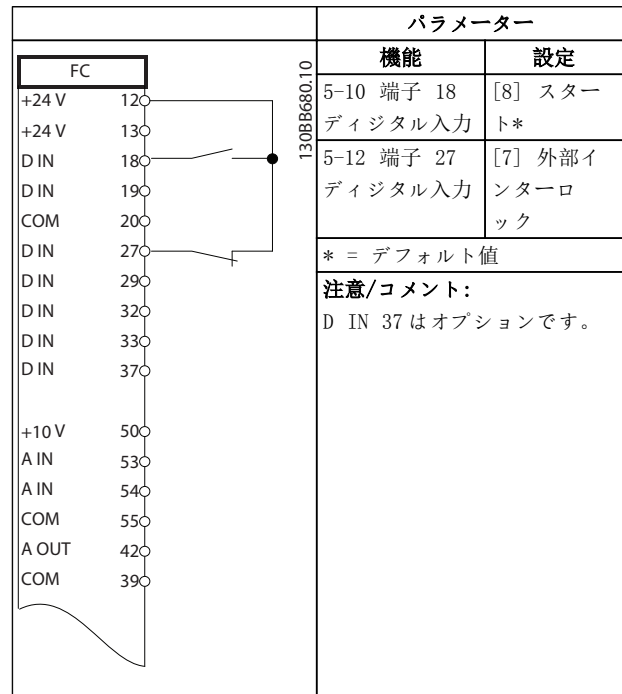 FC
+24 V 12
+24 V 13
D IN 18
D IN 19
COM 20
D IN 27
D IN 29
D IN 32
D IN 33
D IN 37
+10 V 50
A IN 53
A IN 54
COM 55
A OUT 42
COM 39
130BB680.10
パラメーター
機能 設定
5-10 端子 18 [8] スター
ディジタル入力 ト*
5-12 端子 27 [7] 外部イ
ディジタル入力 ンターロ
ック
* = デフォルト値
注意/コメント:
D IN 37 はオプションです。